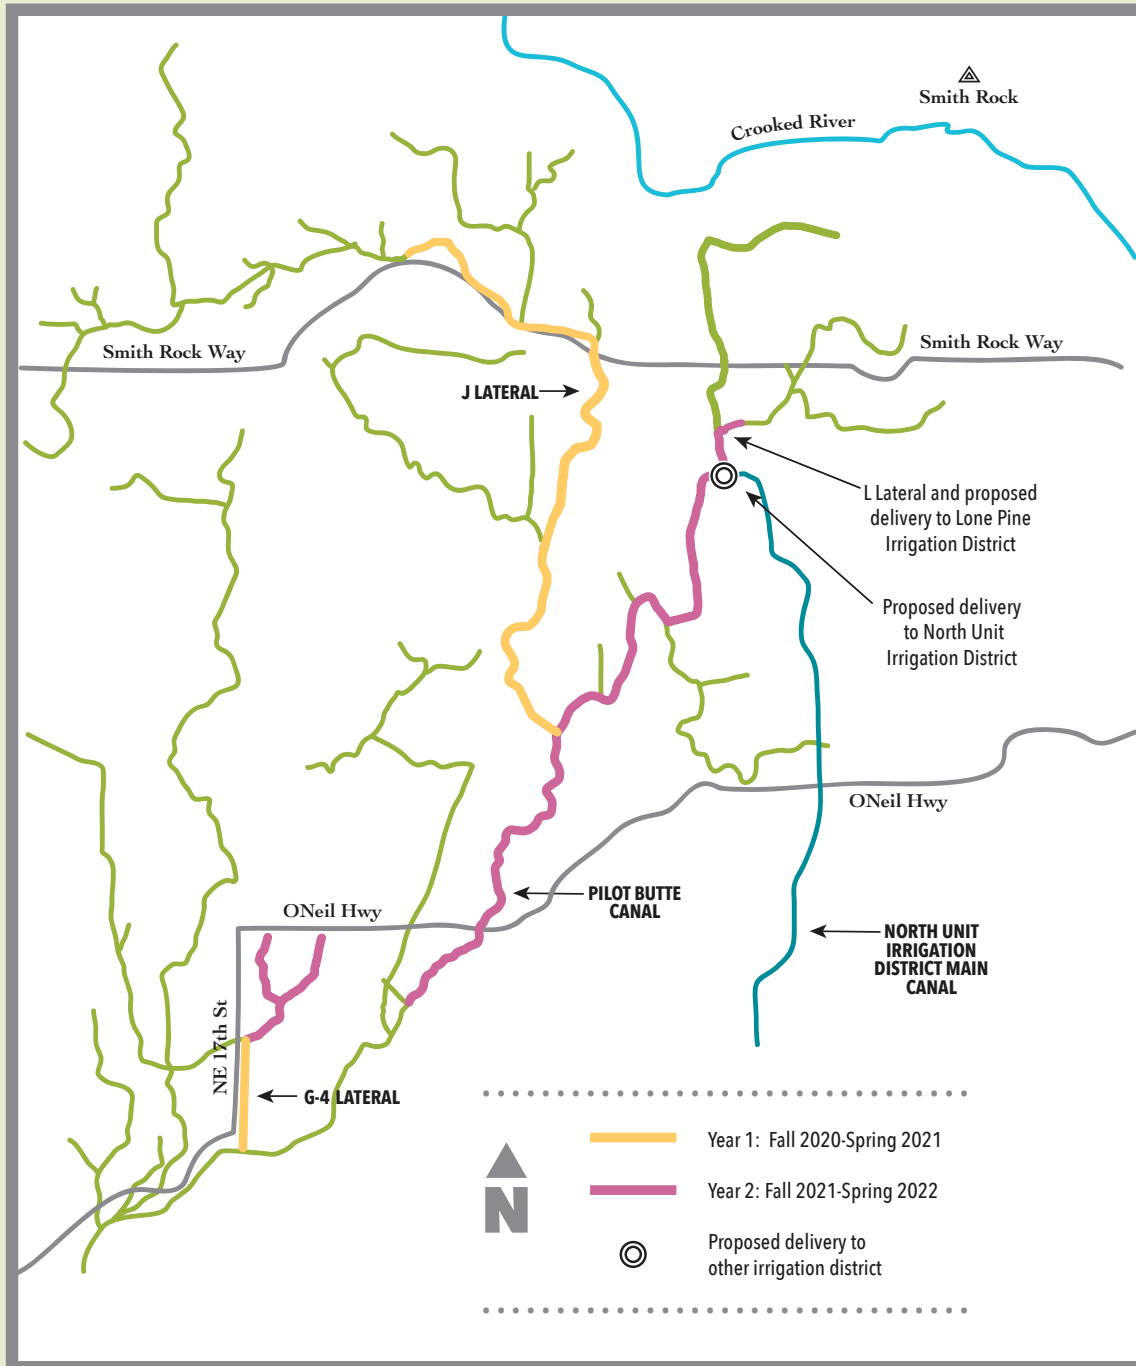 Smith Rock
Crooked River
Smith Rock Way
Smith Rock Way
J LATERAL
L Lateral and proposed
delivery to Lone Pine
Irrigation District
Proposed delivery
to North Unit
Irrigation District
ONeil Hwy
PILOT BUTTE
CANAL
ONeil Hwy
NORTH UNIT
IRRIGATION
DISTRICT MAIN
CANAL
NE 17th St
G-4 LATERAL
N
Year 1: Fall 2020-Spring 2021
Year 2: Fall 2021-Spring 2022
Proposed delivery to
other irrigation district